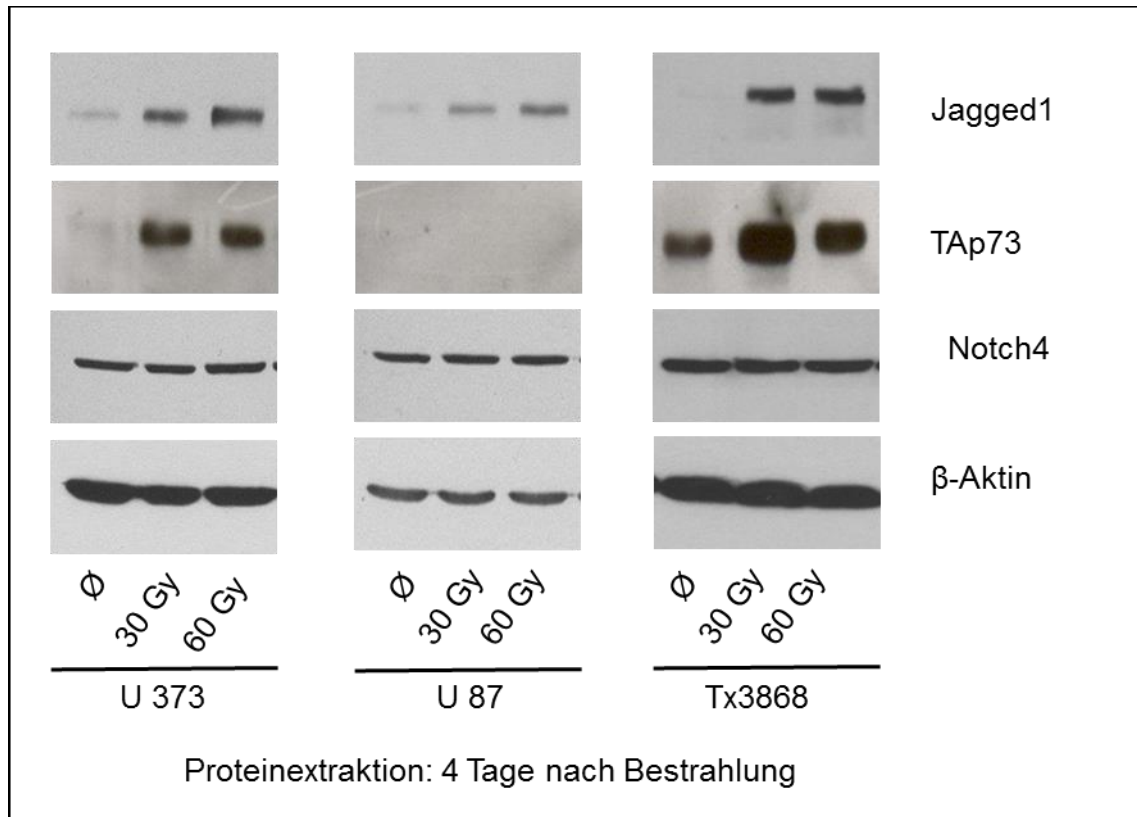 Jagged1
TAp73
Notch4
β-Aktin
Ø 30 Gy 60 Gy
Ø 30 Gy 60 Gy
Ø 30 Gy 60 Gy
U 373
U 87
Tx3868
Proteinextraktion: 4 Tage nach Bestrahlung